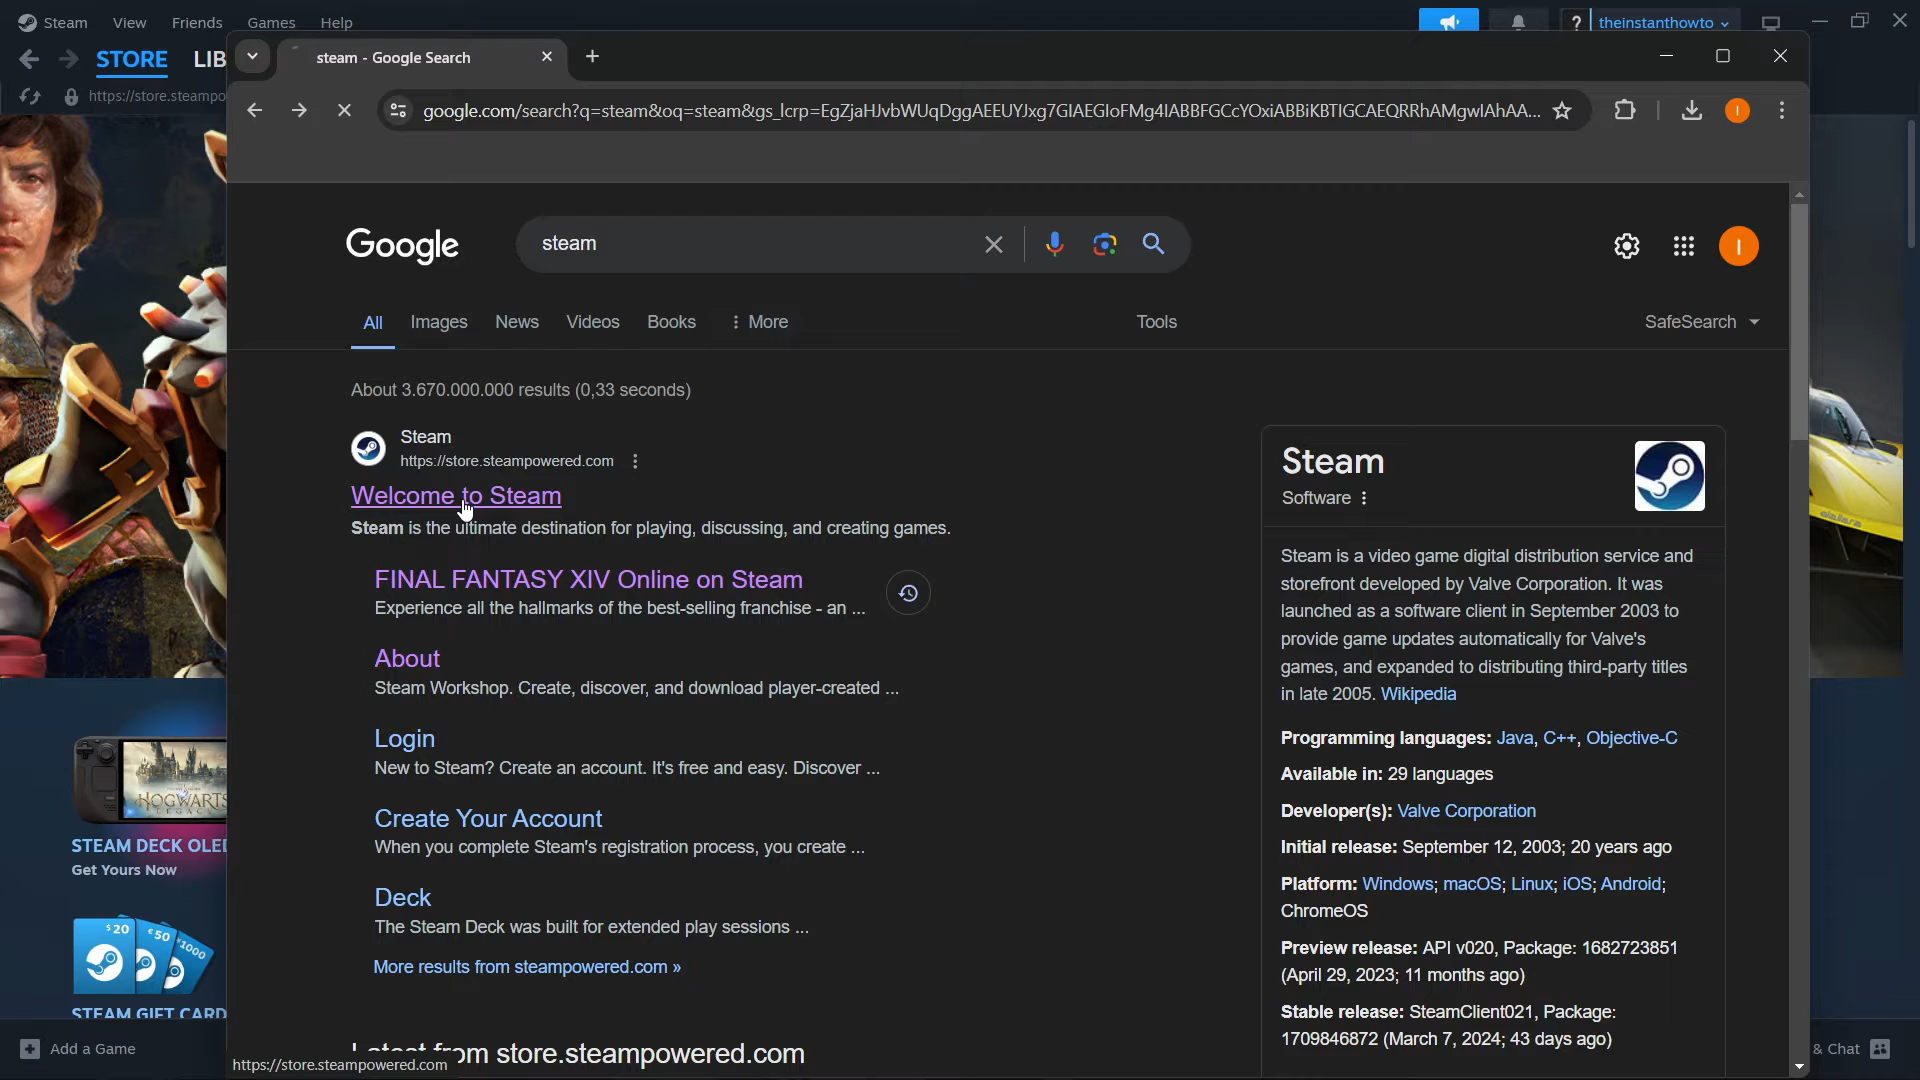 Steam View Friends Games Help
theinstanthowto
STORE LIB
https://store.steampo
steam - Google Search
google.com/search?q=steam&oq=steam&gs_lcrp=EgZjaHJvbWUqDggAEEUYJxg7GIAEGIoFMg4IABBFGCcYOxiABBiKBTIGCAEQRRhAMgwIAhAA...
Google
steam
All Images News Videos Books More Tools SafeSearch
About 3.670.000.000 results (0,33 seconds)
Steam
https://store.steampowered.com
Welcome to Steam
Steam is the ultimate destination for playing, discussing, and creating games.
FINAL FANTASY XIV Online on Steam
Experience all the hallmarks of the best-selling franchise - an ...
About
Steam Workshop. Create, discover, and download player-created ...
Login
New to Steam? Create an account. It's free and easy. Discover ...
Create Your Account
When you complete Steam's registration process, you create ...
Deck
The Steam Deck was built for extended play sessions ...
More results from steampowered.com »
Latest from store.steampowered.com
https://store.steampowered.com
Steam
Software
Steam is a video game digital distribution service and
storefront developed by Valve Corporation. It was
launched as a software client in September 2003 to
provide game updates automatically for Valve's
games, and expanded to distributing third-party titles
in late 2005. Wikipedia
Programming languages: Java, C++, Objective-C
Available in: 29 languages
Developer(s): Valve Corporation
Initial release: September 12, 2003; 20 years ago
Platform: Windows; macOS; Linux; iOS; Android;
ChromeOS
Preview release: API v020, Package: 1682723851
(April 29, 2023; 11 months ago)
Stable release: SteamClient021, Package:
1709846872 (March 7, 2024; 43 days ago)
HOGWARTS
LEGACY
STEAM DECK OLED
Get Yours Now
$20 €50 ¥1000
STEAM GIFT CARD
Add a Game
& Chat